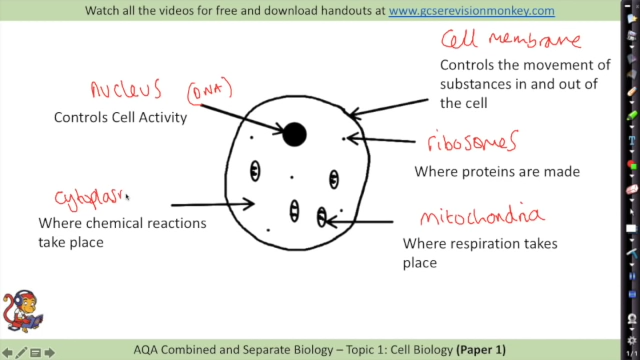 Watch all the videos for free and download handouts at www.gcserevisionmonkey.com
cell membrane
Controls the movement of
substances in and out of
the cell
nucleus (DNA)
Controls Cell Activity
ribosomes
Where proteins are made
cytoplas
Where chemical reactions
take place
mitochondria
Where respiration takes
place
AQA Combined and Separate Biology – Topic 1: Cell Biology (Paper 1)